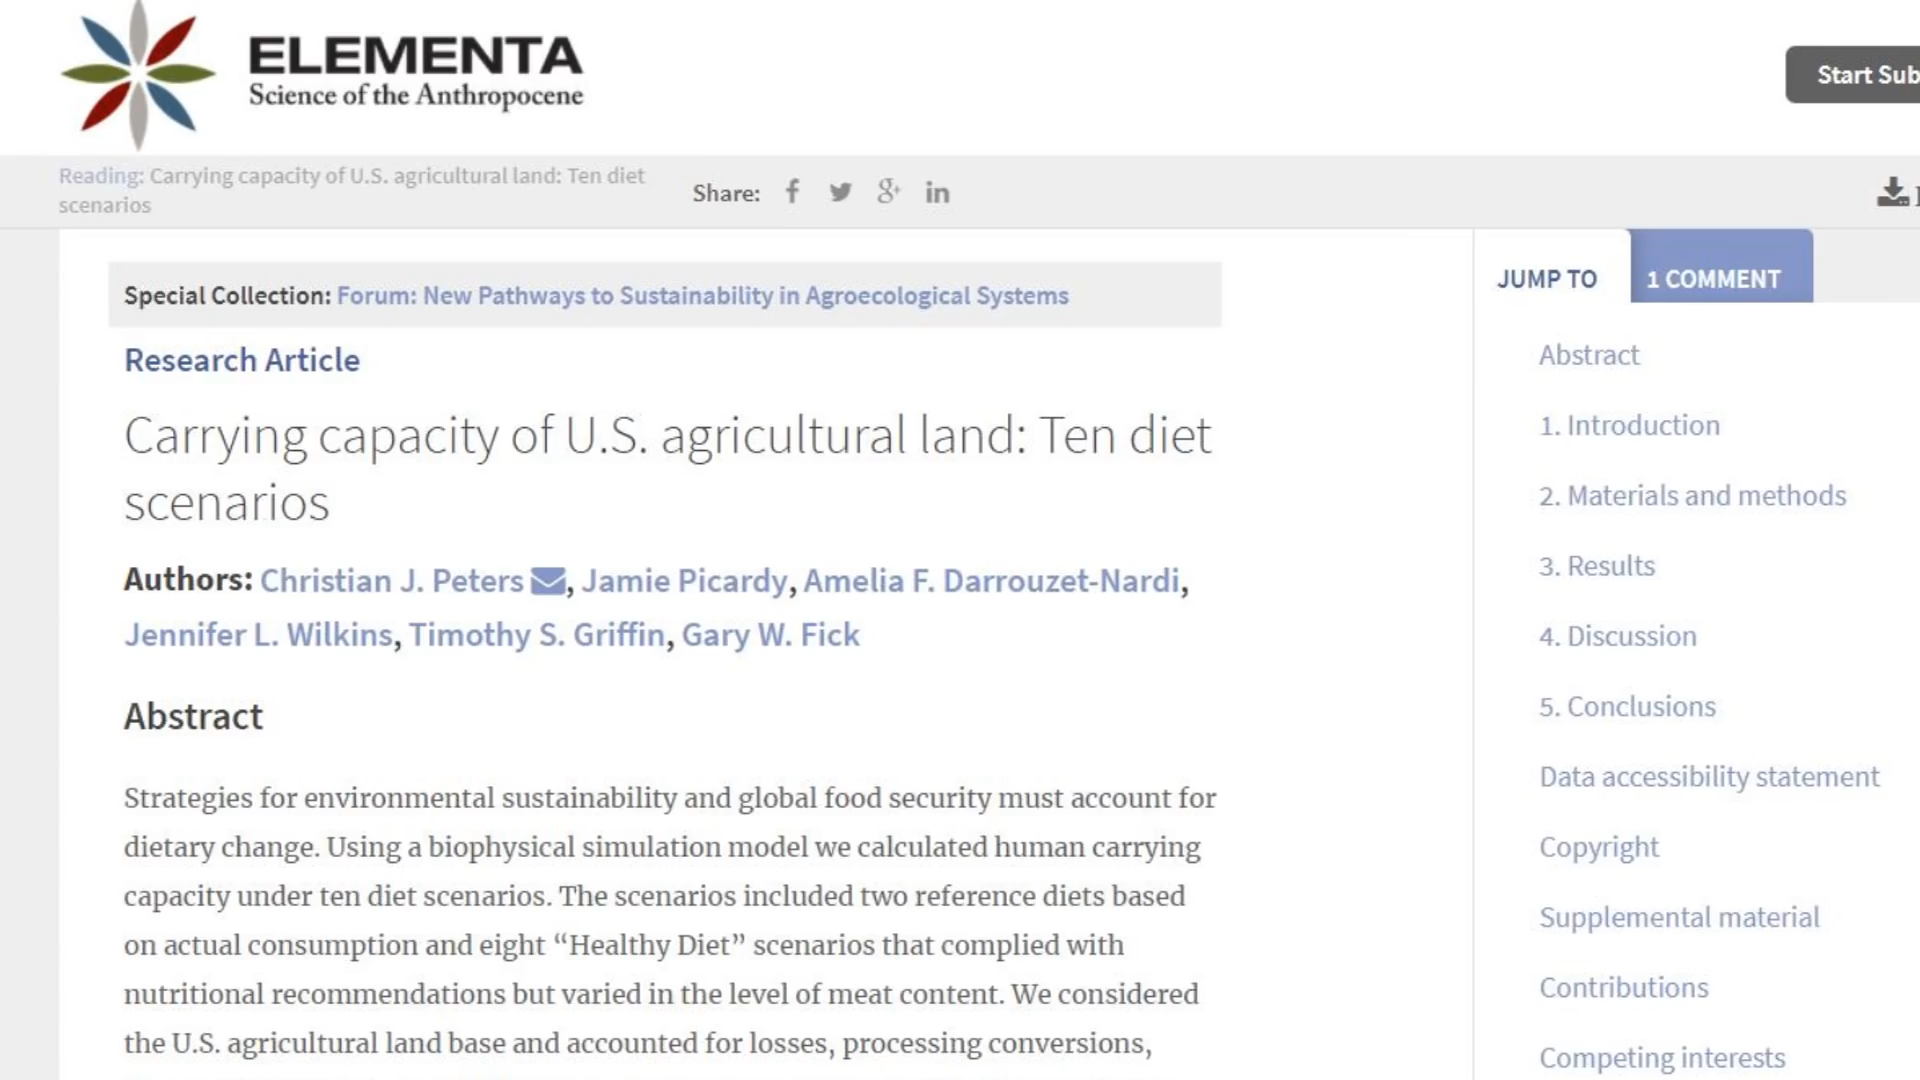 ELEMENTA
Science of the Anthropocene
Start Sub
Reading: Carrying capacity of U.S. agricultural land: Ten diet
scenarios
Share:
JUMP TO
1 COMMENT
Special Collection: Forum: New Pathways to Sustainability in Agroecological Systems
Research Article
Carrying capacity of U.S. agricultural land: Ten diet
scenarios
Authors: Christian J. Peters, Jamie Picardy, Amelia F. Darrouzet-Nardi,
Jennifer L. Wilkins, Timothy S. Griffin, Gary W. Fick
Abstract
Strategies for environmental sustainability and global food security must account for
dietary change. Using a biophysical simulation model we calculated human carrying
capacity under ten diet scenarios. The scenarios included two reference diets based
on actual consumption and eight “Healthy Diet” scenarios that complied with
nutritional recommendations but varied in the level of meat content. We considered
the U.S. agricultural land base and accounted for losses, processing conversions,
Abstract
1. Introduction
2. Materials and methods
3. Results
4. Discussion
5. Conclusions
Data accessibility statement
Copyright
Supplemental material
Contributions
Competing interests